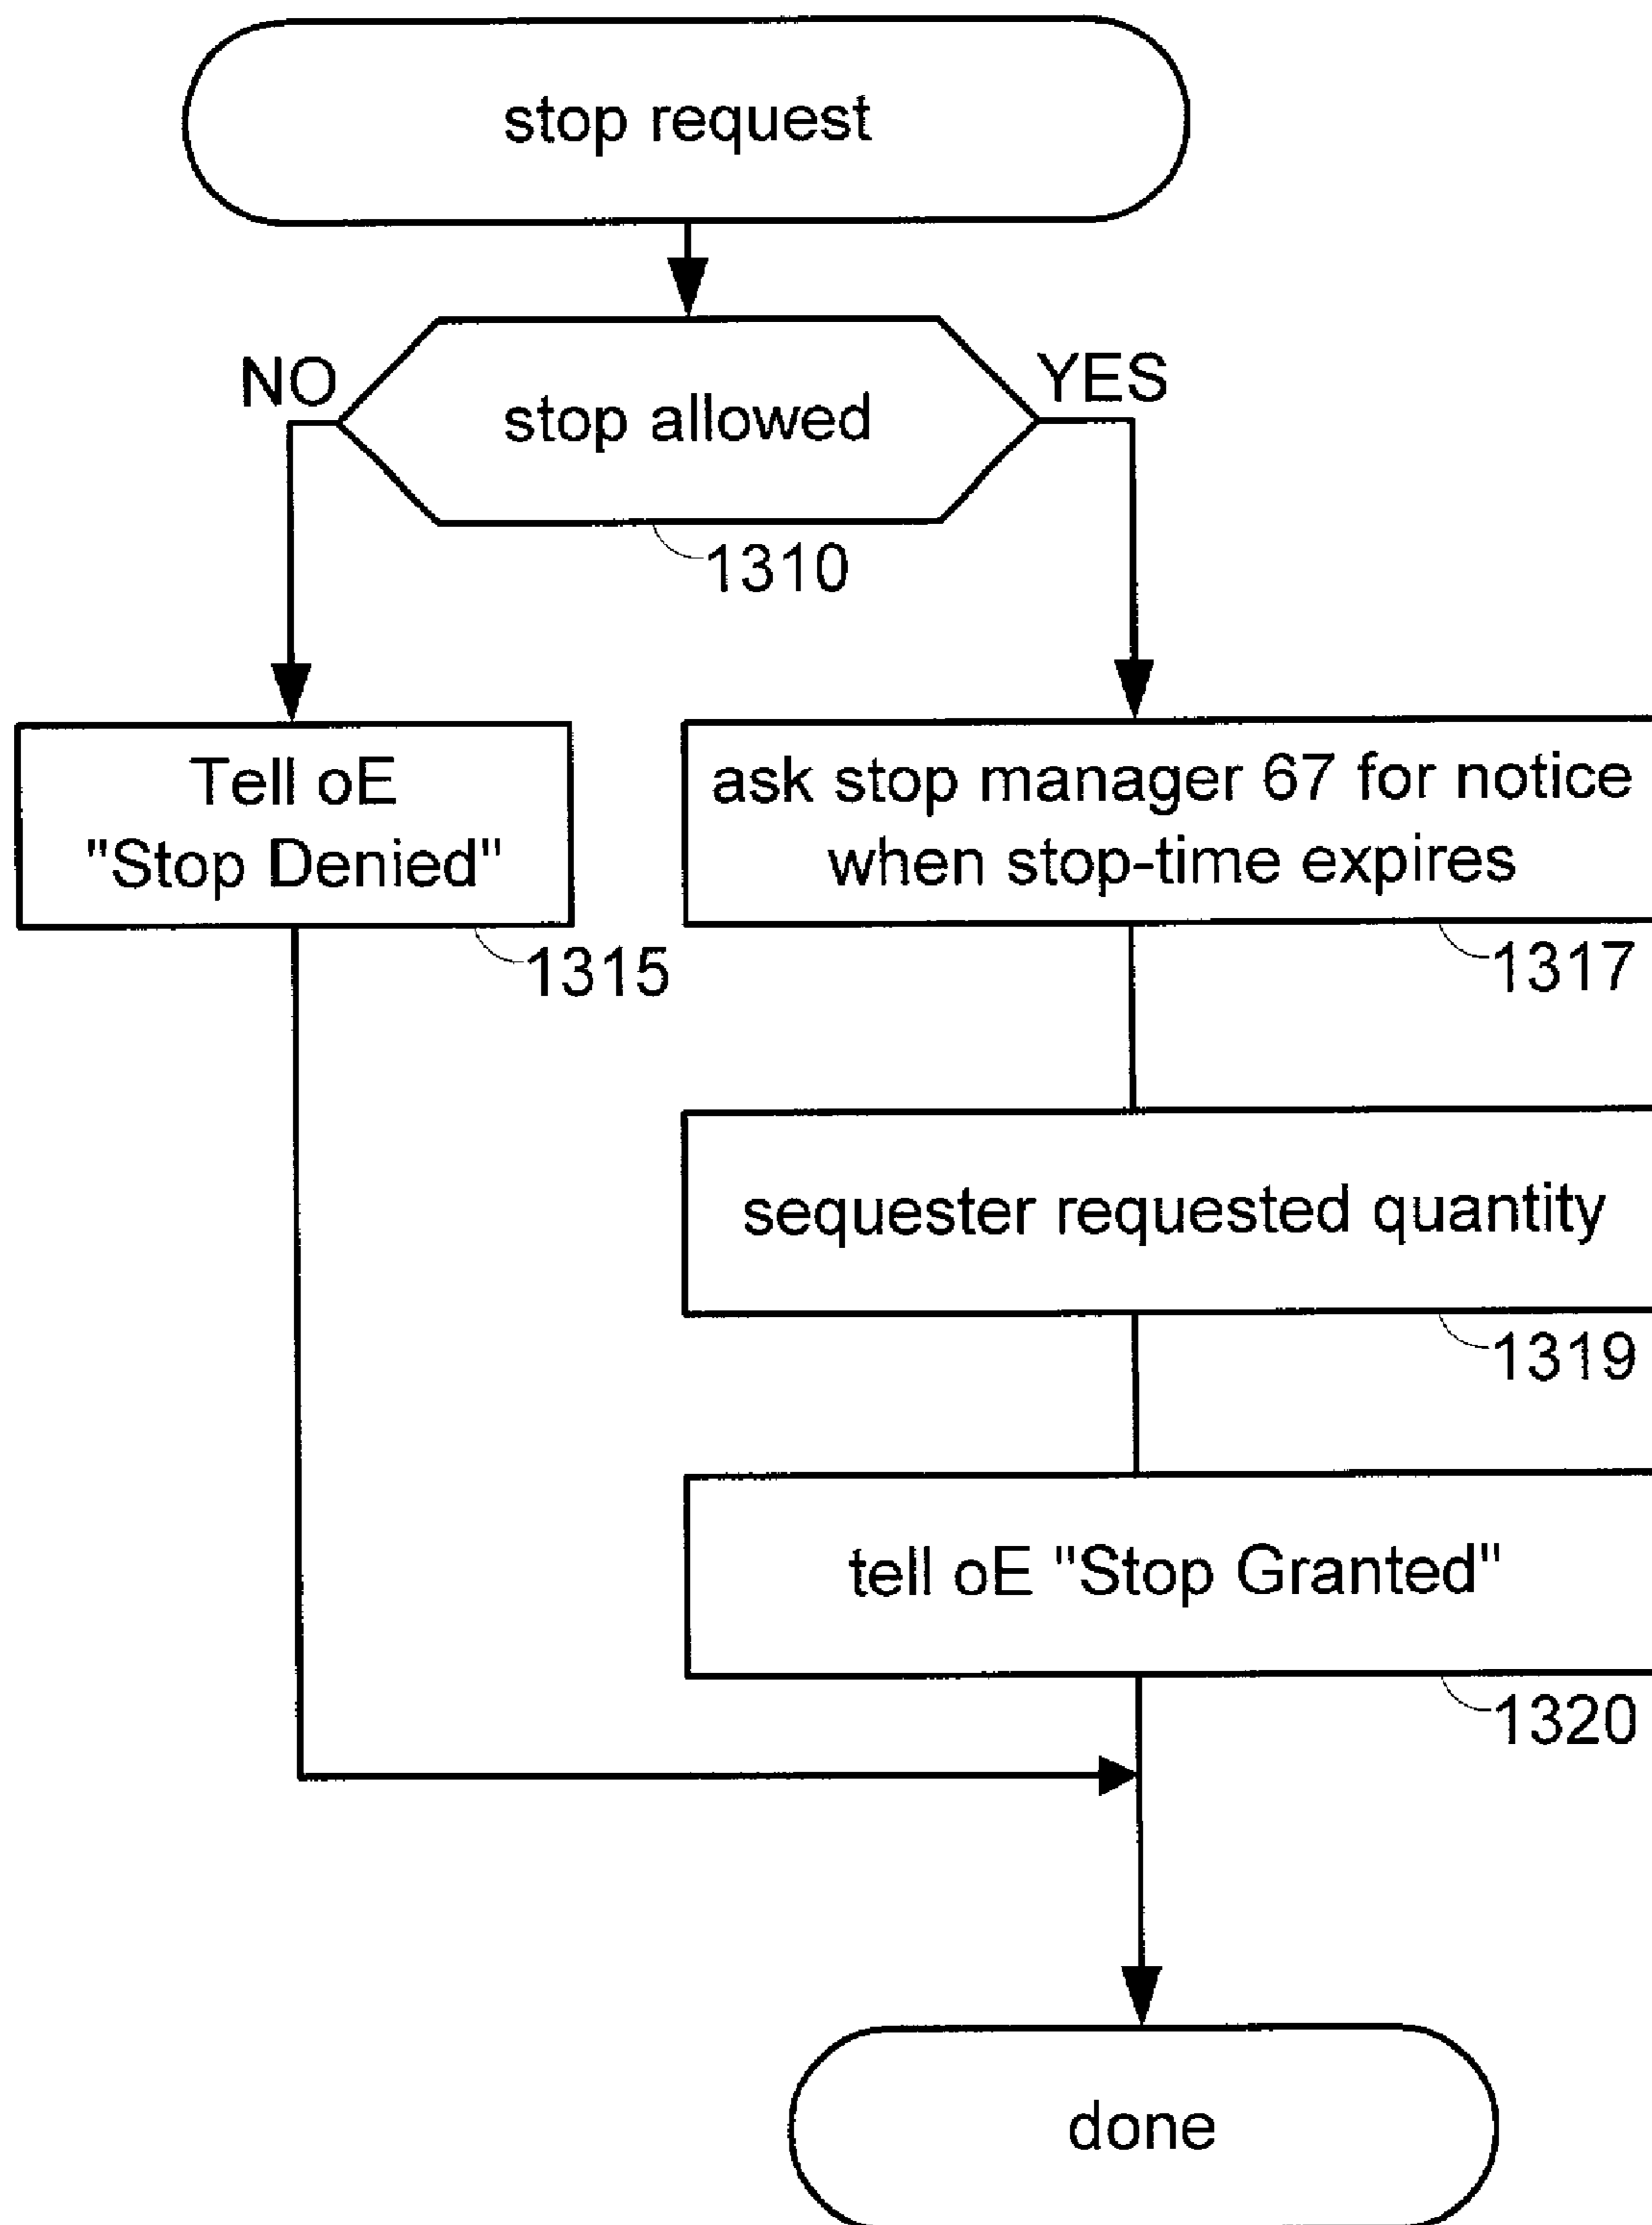 stop request
NO
YES
stop allowed
1310
Tell oE
"Stop Denied"
1315
ask stop manager 67 for notice
when stop-time expires
1317
sequester requested quantity
1319
tell oE "Stop Granted"
1320
done